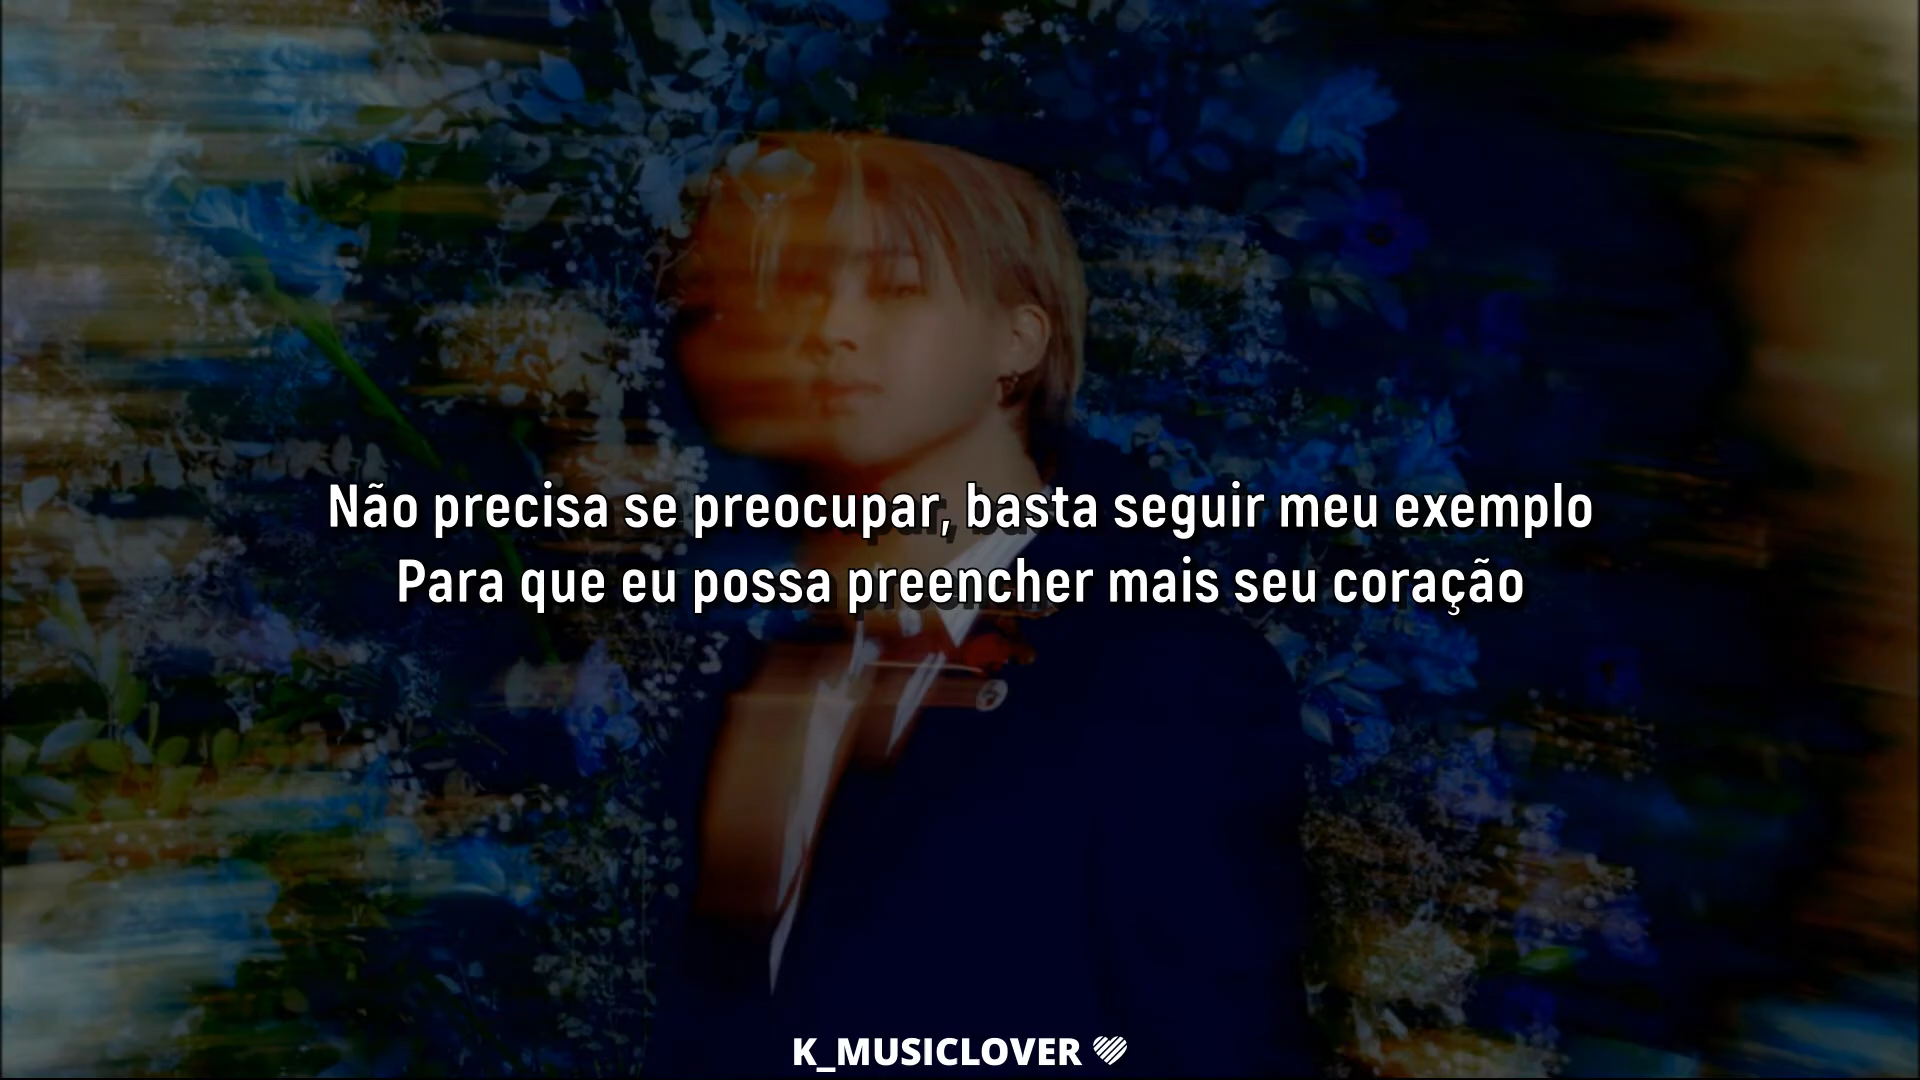 Não precisa se preocupar, basta seguir meu exemplo
Para que eu possa preencher mais seu coração
K_MUSICLOVER